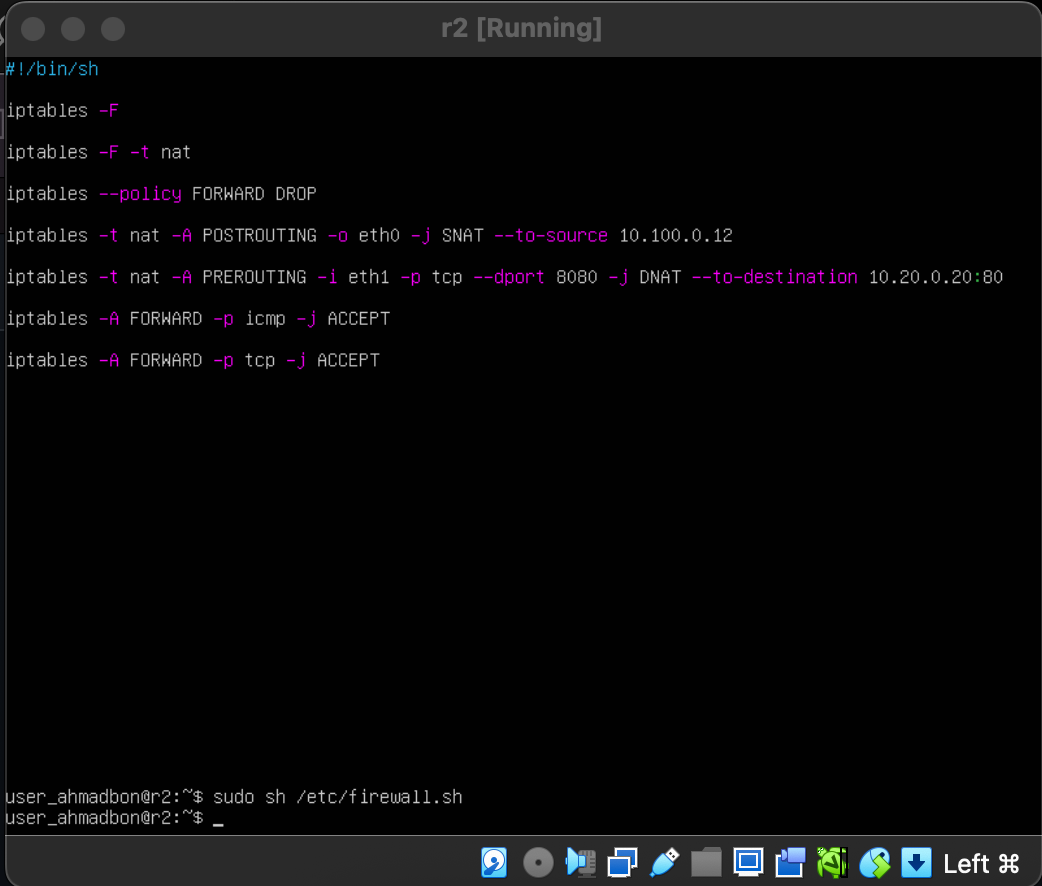 r2 [Running]
#!/bin/sh
iptables -F
iptables -F -t nat
iptables --policy FORWARD DROP
iptables -t nat -A POSTROUTING -o eth0 -j SNAT --to-source 10.100.0.12
iptables -t nat -A PREROUTING -i eth1 -p tcp --dport 8080 -j DNAT --to-destination 10.20.0.20:80
iptables -A FORWARD -p icmp -j ACCEPT
iptables -A FORWARD -p tcp -j ACCEPT
user_ahmadbon@r2:~$ sudo sh /etc/firewall.sh
user_ahmadbon@r2:~$ _
Left ⌘